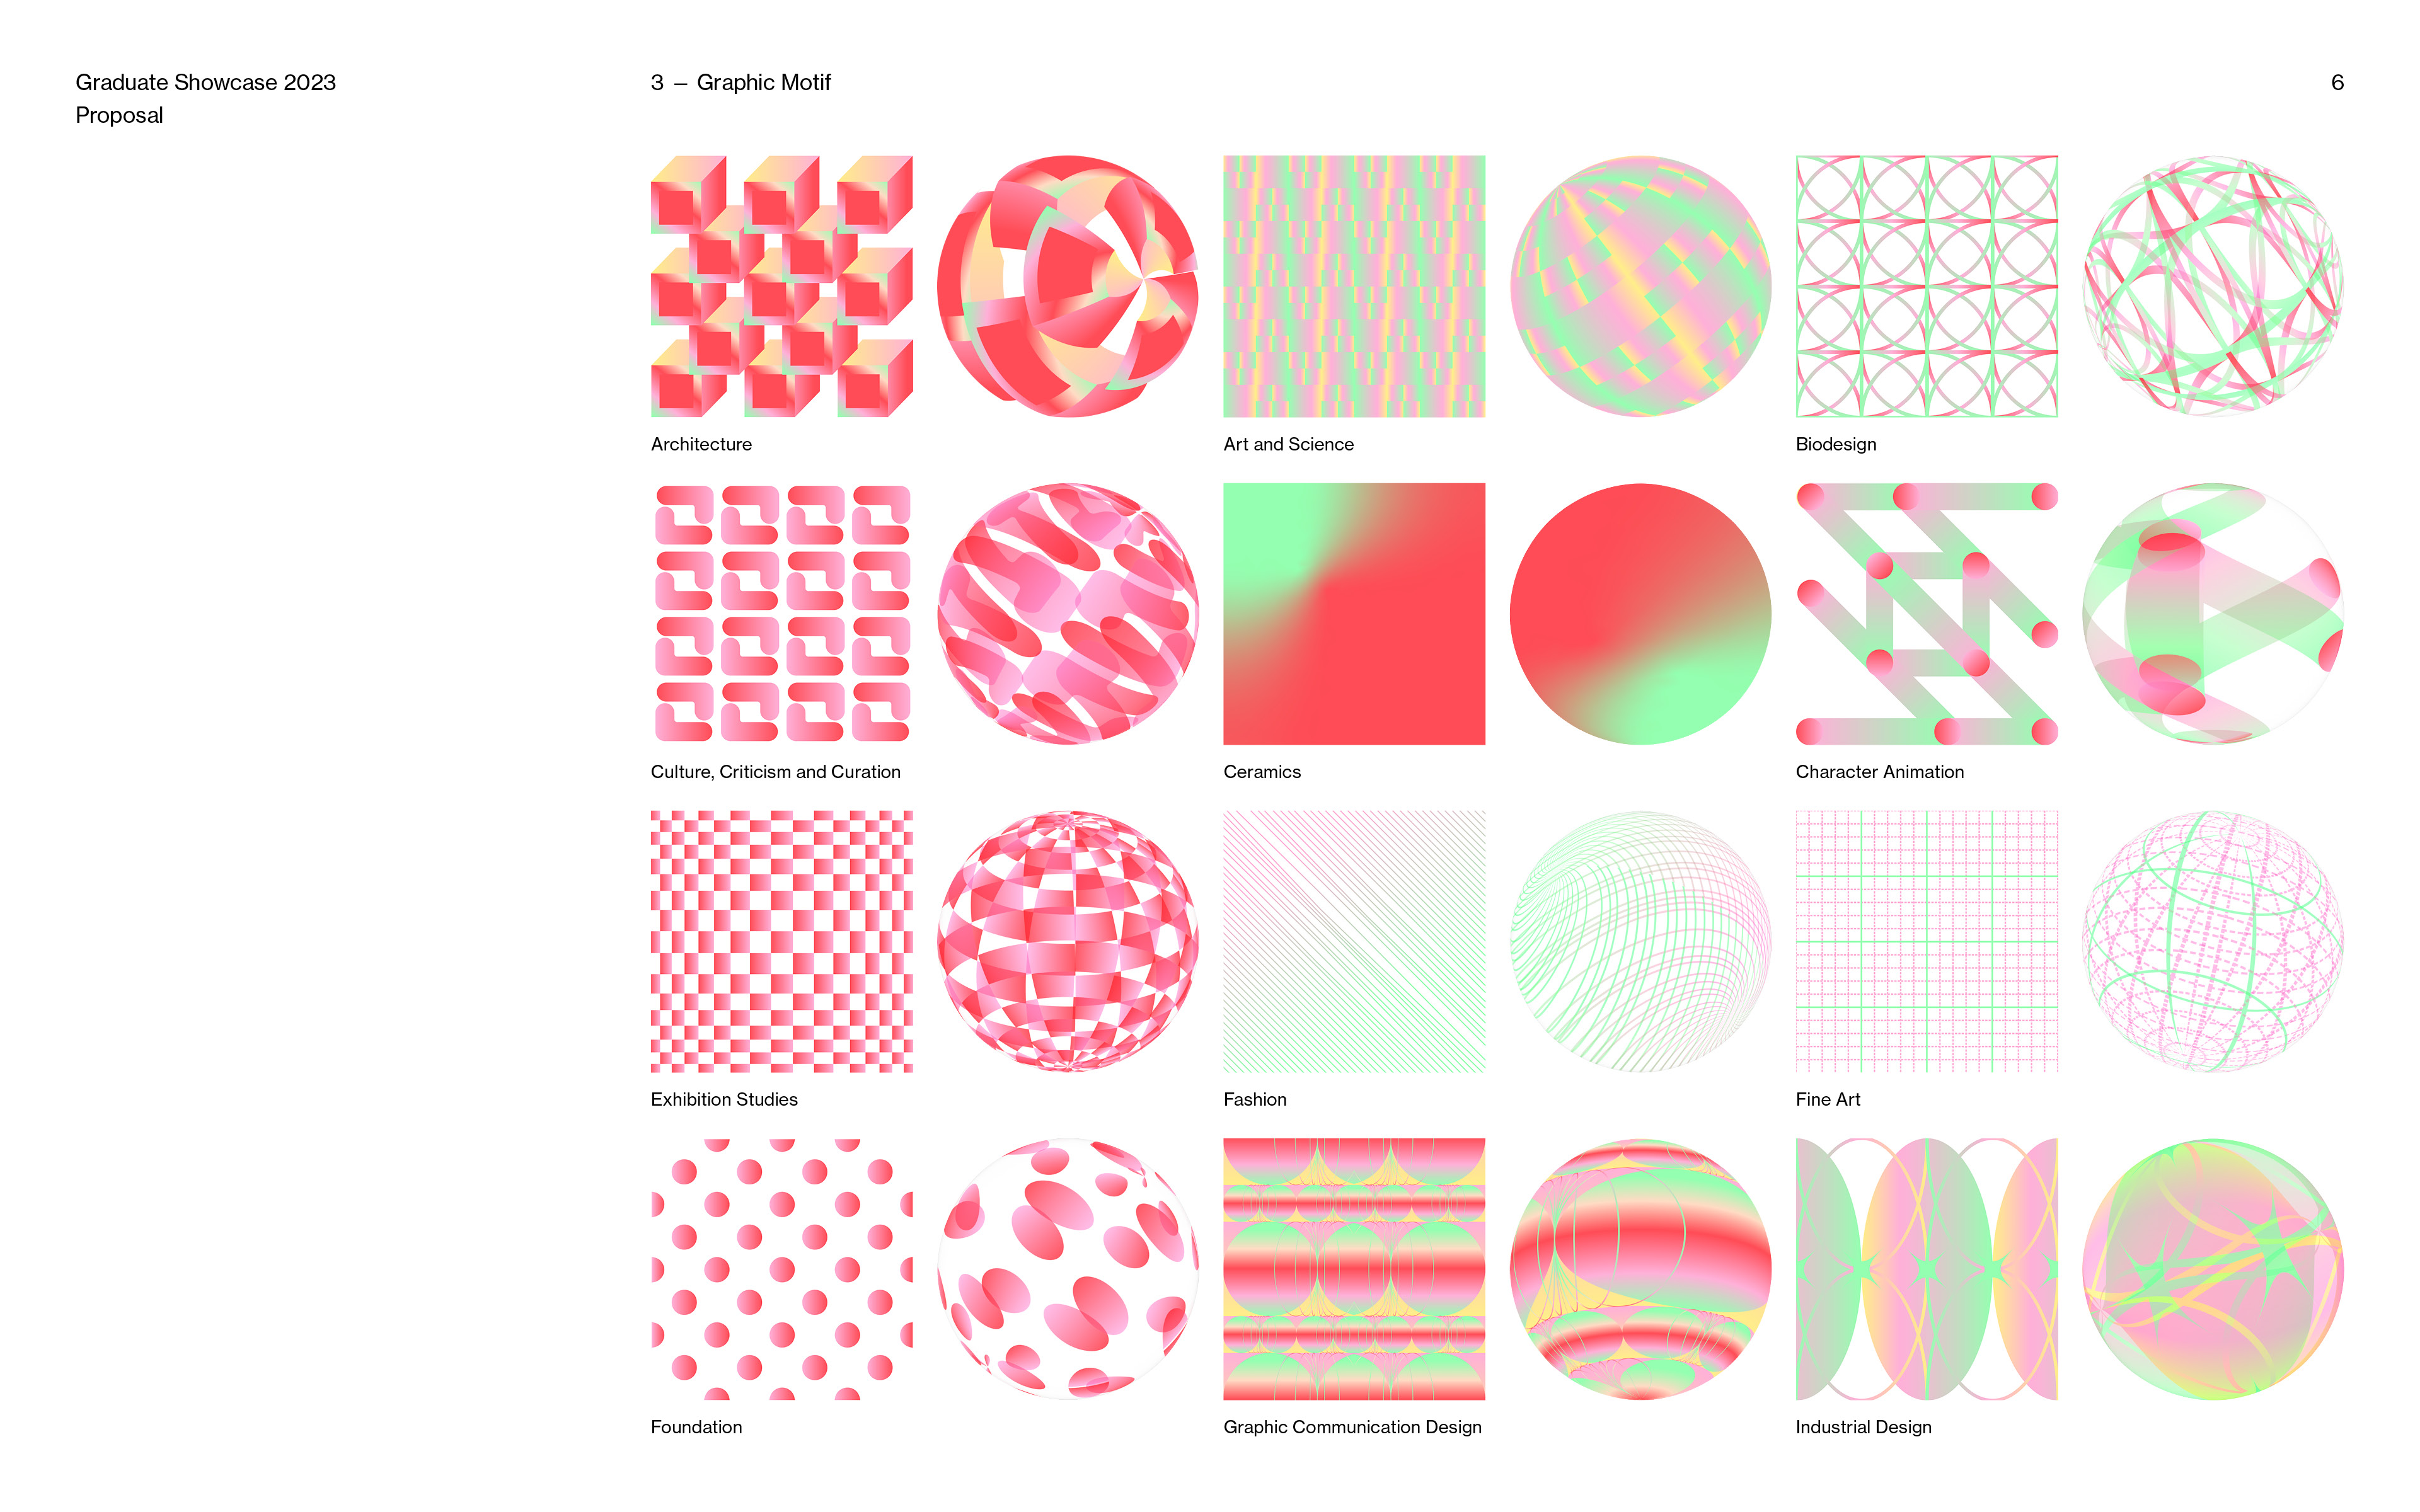 Graduate Showcase 2023
Proposal
3 — Graphic Motif
6
Architecture
Art and Science
Biodesign
Culture, Criticism and Curation
Ceramics
Character Animation
Exhibition Studies
Fashion
Fine Art
Foundation
Graphic Communication Design
Industrial Design